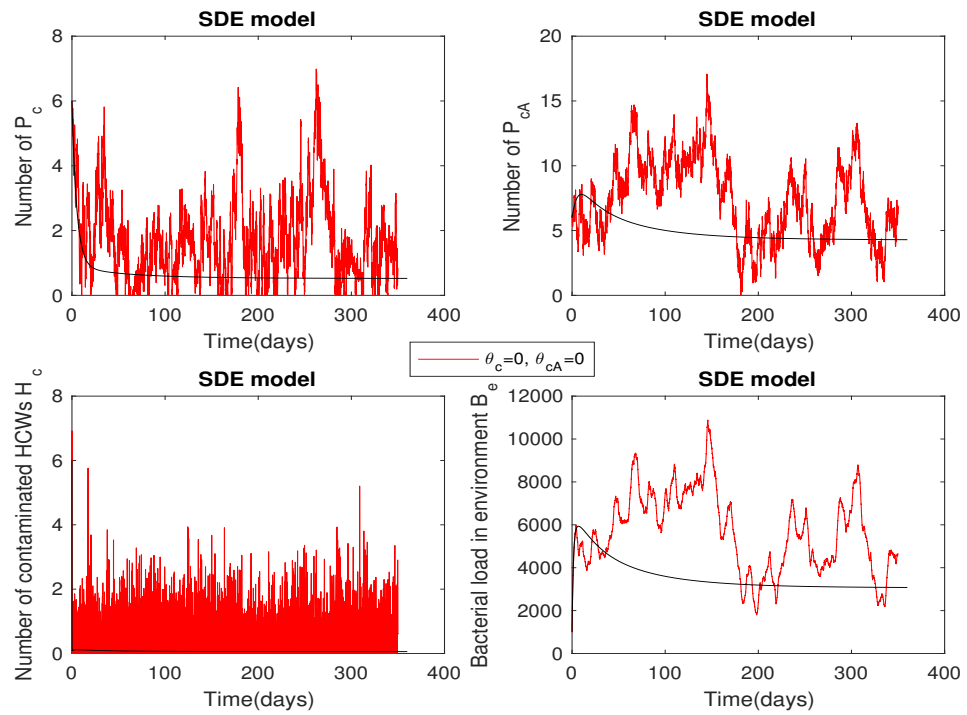 SDE model
Number of P_c
8
6
4
2
0
0 100 200 300 400
Time(days)
SDE model
Number of P_cA
20
15
10
5
0
0 100 200 300 400
Time(days)
θ_c=0, θ_cA=0
SDE model
Number of contaminated HCWs H_c
8
6
4
2
0
0 100 200 300 400
Time(days)
SDE model
Bacterial load in environment B_e
12000
10000
8000
6000
4000
2000
0
0 100 200 300 400
Time(days)